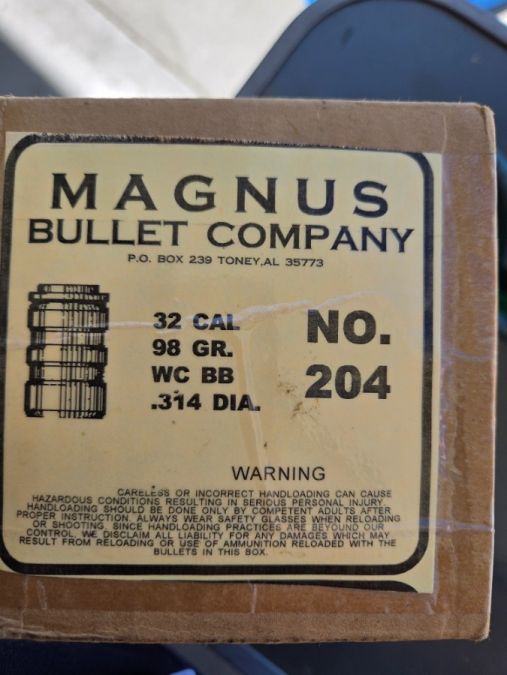 MAGNUS
BULLET COMPANY
P.O. BOX 239 TONEY,AL 35773
32 CAL
98 GR.
WC BB
.314 DIA.
NO.
204
WARNING
CARELESS OR INCORRECT HANDLOADING CAN CAUSE
HAZARDOUS CONDITIONS RESULTING IN SERIOUS PERSONAL INJURY.
HANDLOADING SHOULD BE DONE ONLY BY COMPETENT ADULTS AFTER
PROPER INSTRUCTION. ALWAYS WEAR SAFETY GLASSES WHEN RELOADING
OR SHOOTING. SINCE HANDLOADING PRACTICES ARE BEYOUND OUR
CONTROL, WE DISCLAIM ALL LIABILITY FOR ANY DAMAGES WHICH MAY
RESULT FROM RELOADING OR USE OF AMMUNITION RELOADED WITH THE
BULLETS IN THIS BOX.